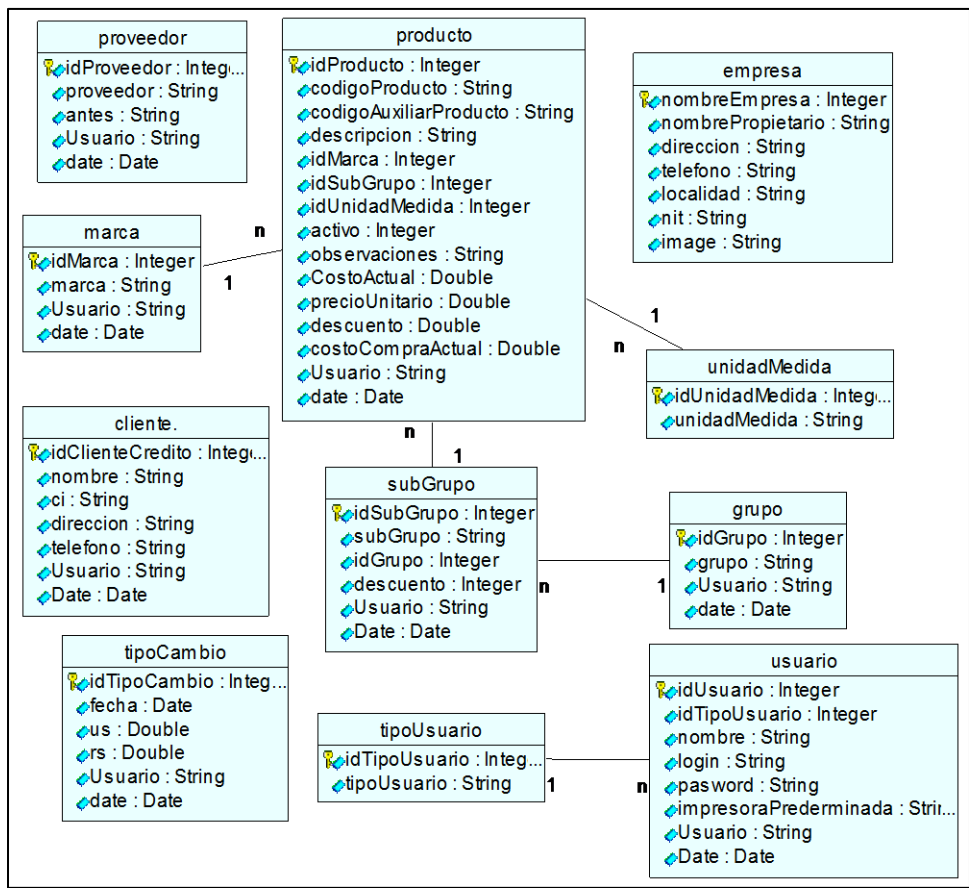 proveedor
idProveedor : Integ...
proveedor : String
antes : String
Usuario : String
date : Date
producto
idProducto : Integer
codigoProducto : String
codigoAuxiliarProducto : String
descripcion : String
idMarca : Integer
idSubGrupo : Integer
idUnidadMedida : Integer
activo : Integer
observaciones : String
CostoActual : Double
precioUnitario : Double
descuento : Double
costoCompraActual : Double
Usuario : String
date : Date
empresa
nombreEmpresa : Integer
nombrePropietario : String
direccion : String
telefono : String
localidad : String
nit : String
image : String
marca
idMarca : Integer
marca : String
Usuario : String
date : Date
n
1
1
n
unidadMedida
idUnidadMedida : Integ...
unidadMedida : String
cliente.
idClienteCredito : Intege...
nombre : String
ci : String
direccion : String
telefono : String
Usuario : String
Date : Date
n
1
subGrupo
idSubGrupo : Integer
subGrupo : String
idGrupo : Integer
descuento : Integer
Usuario : String
Date : Date
n
1
grupo
idGrupo : Integer
grupo : String
Usuario : String
date : Date
tipoCambio
idTipoCambio : Integ...
fecha : Date
us : Double
rs : Double
Usuario : String
date : Date
tipoUsuario
idTipoUsuario : Integ...
tipoUsuario : String
1
n
usuario
idUsuario : Integer
idTipoUsuario : Integer
nombre : String
login : String
pasword : String
impresoraPrederminada : Strin...
Usuario : String
Date : Date